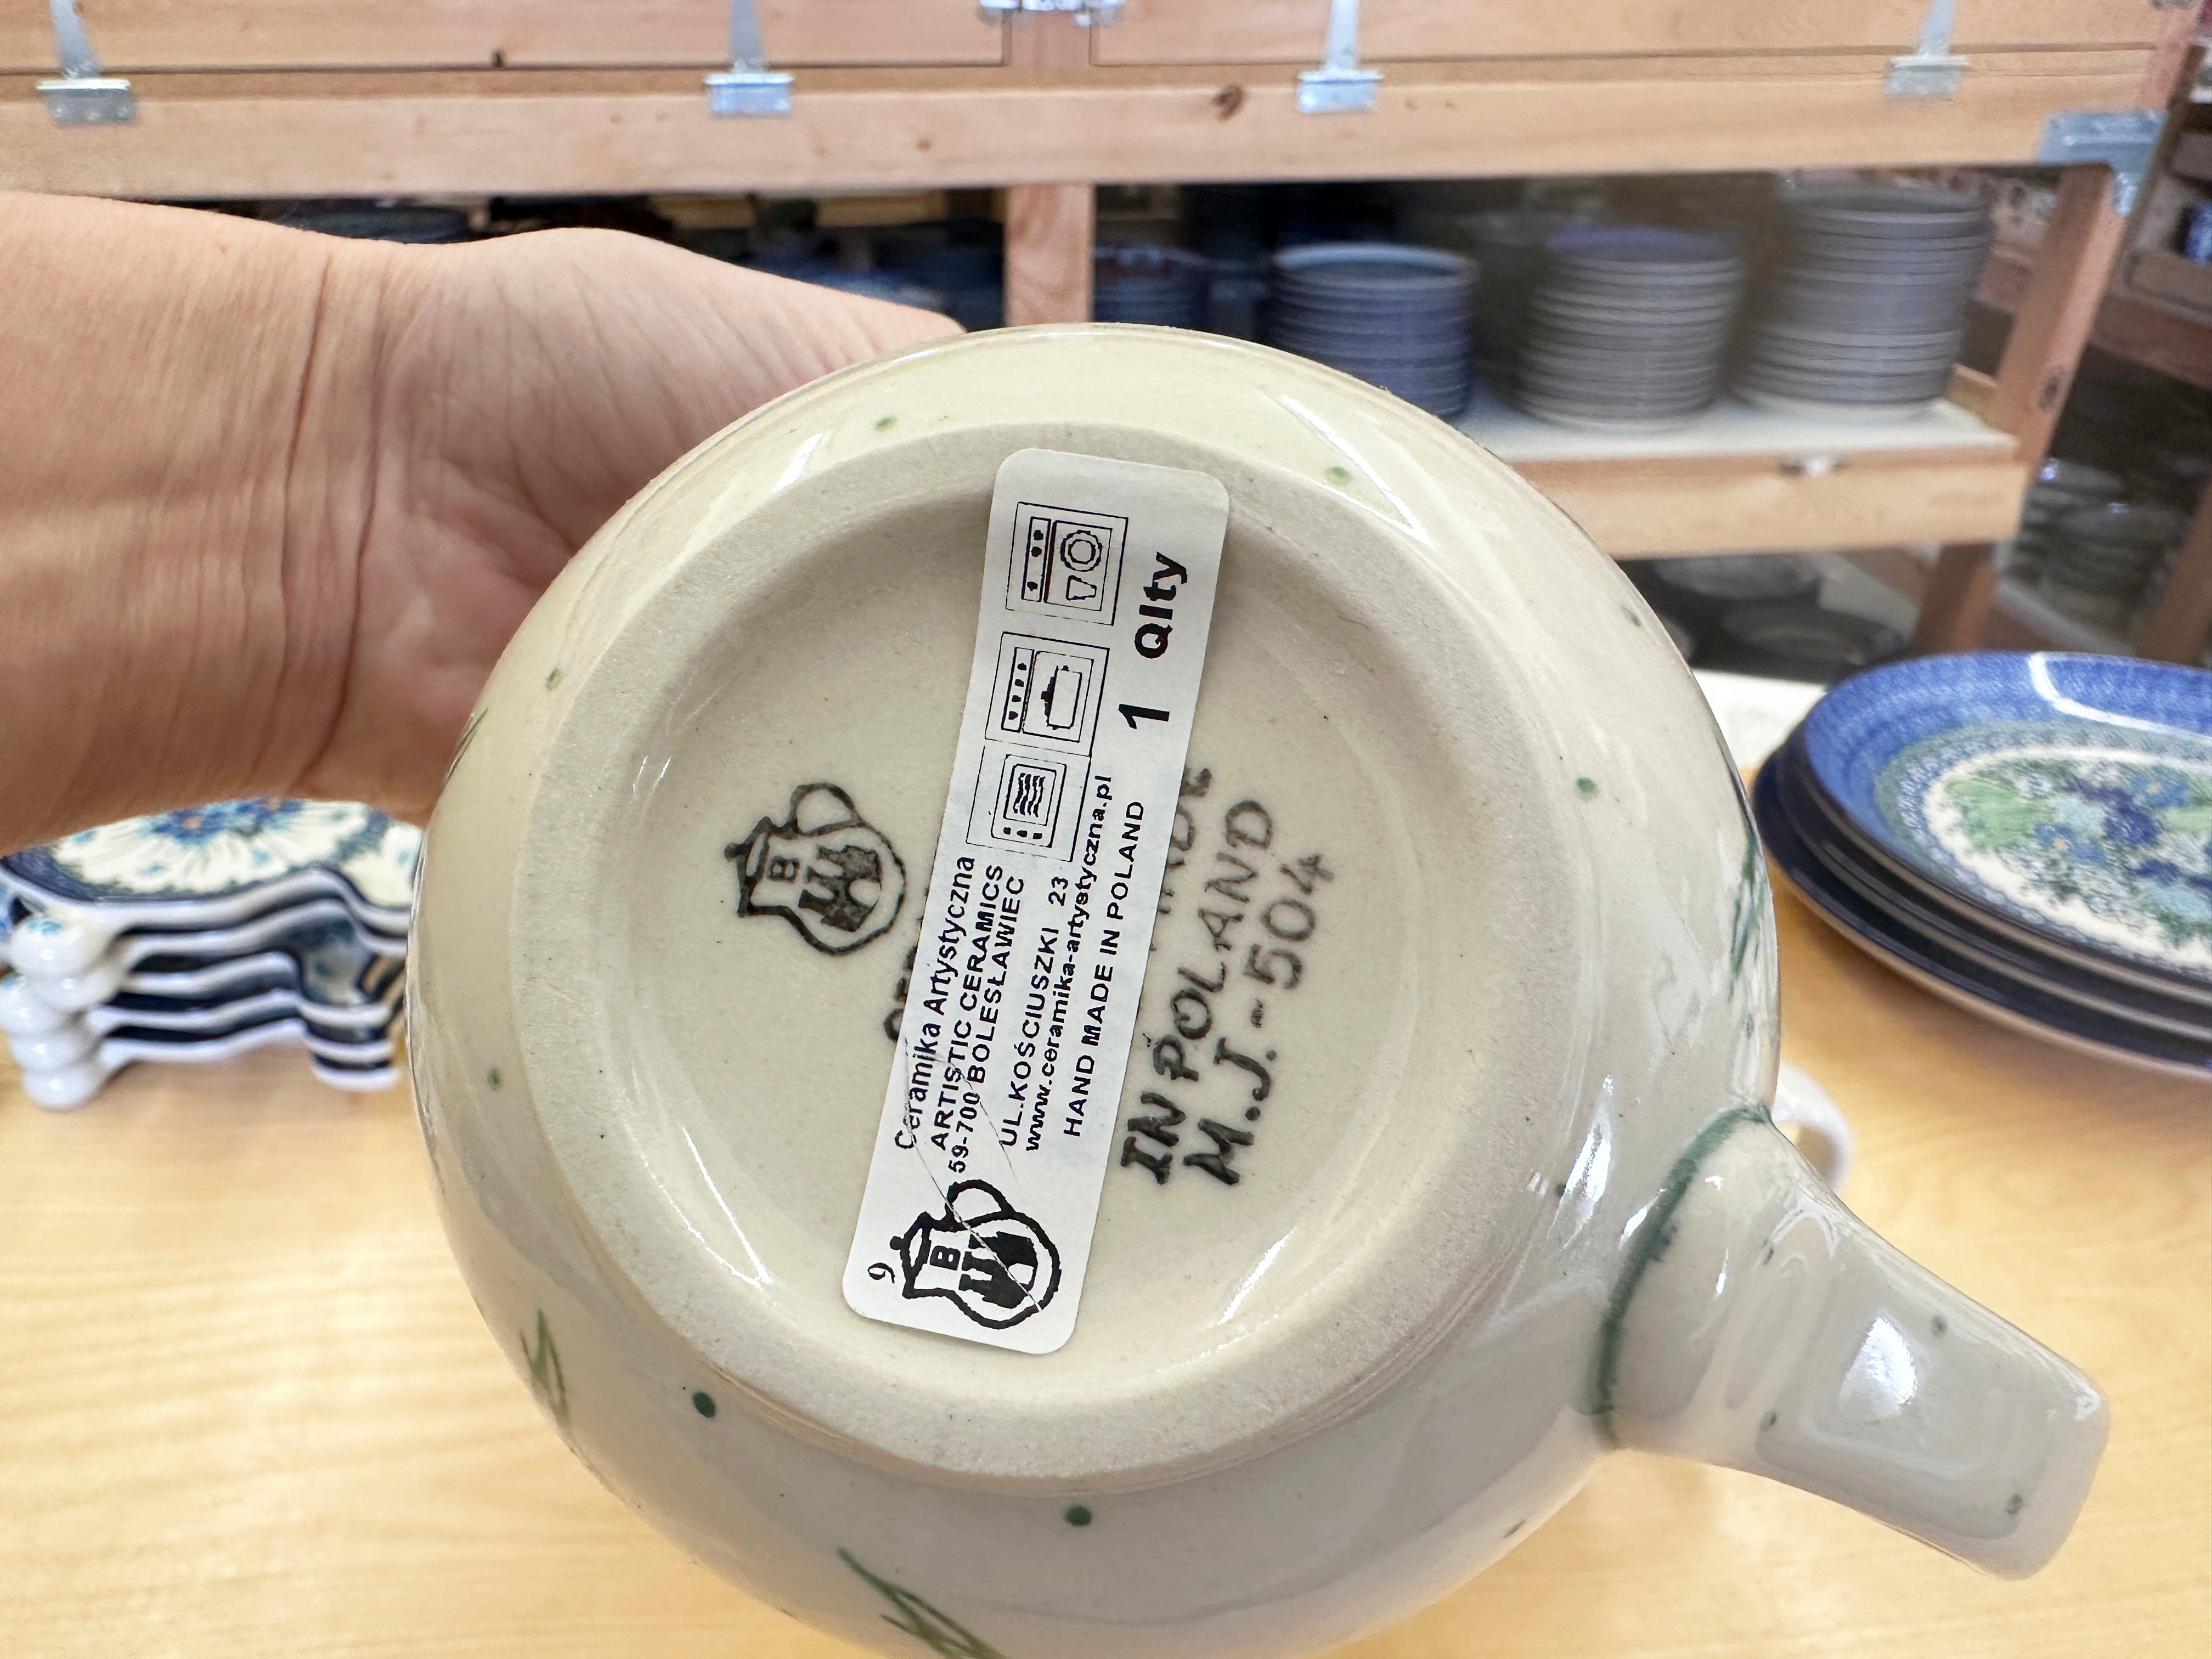 Ceramika Artystyczna
ARTISTIC CERAMICS
59-700 BOLESŁAWIEC
UL.KOŚCIUSZKI 23
www.ceramika-artystyczna.pl
HAND MADE IN POLAND
1 Qlty
9
B
B
IN POLAND
M.J.-504